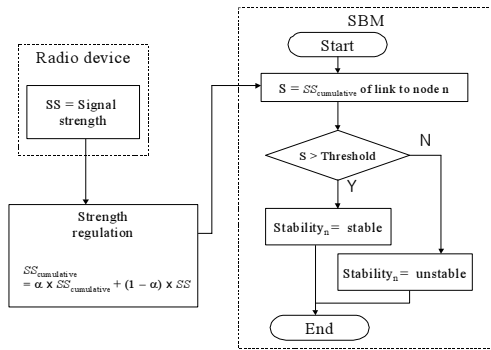 Radio device
SS = Signal
strength
Strength
regulation
SScumulative
= α x SScumulative + (1 – α) x SS
SBM
Start
S = SScumulative of link to node n
S > Threshold
N
Y
Stabilityn = stable
Stabilityn = unstable
End